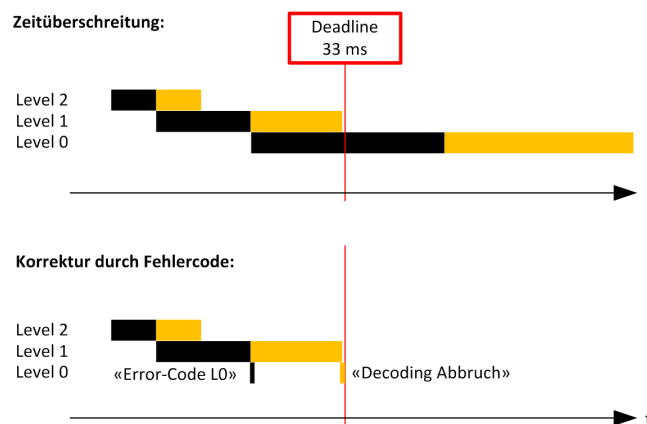 Zeitüberschreitung:
Deadline
33 ms
Level 2
Level 1
Level 0
Korrektur durch Fehlercode:
Level 2
Level 1
Level 0
«Error-Code L0»
«Decoding Abbruch»
t